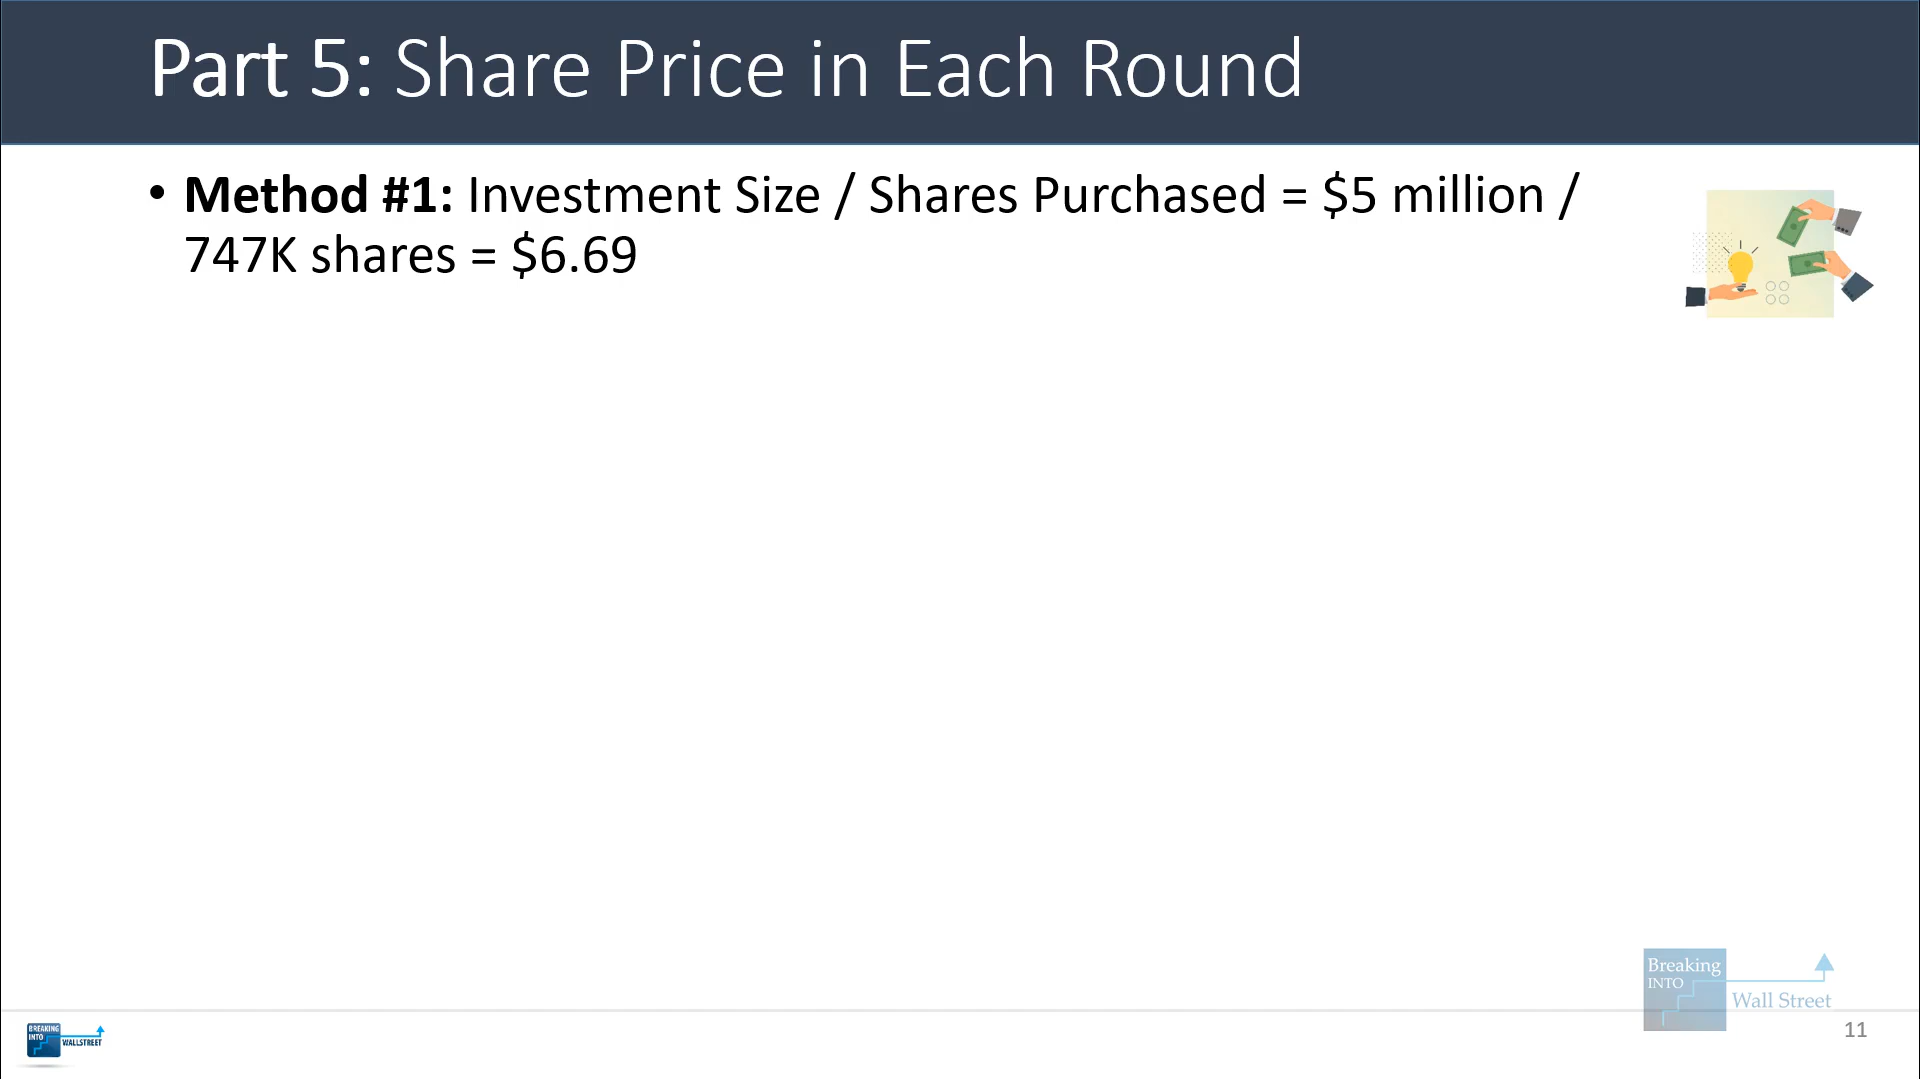 Part 5: Share Price in Each Round
• Method #1: Investment Size / Shares Purchased = $5 million /
747K shares = $6.69
Breaking
INTO
Wall Street
BREAKING
INTO
WALLSTREET
11